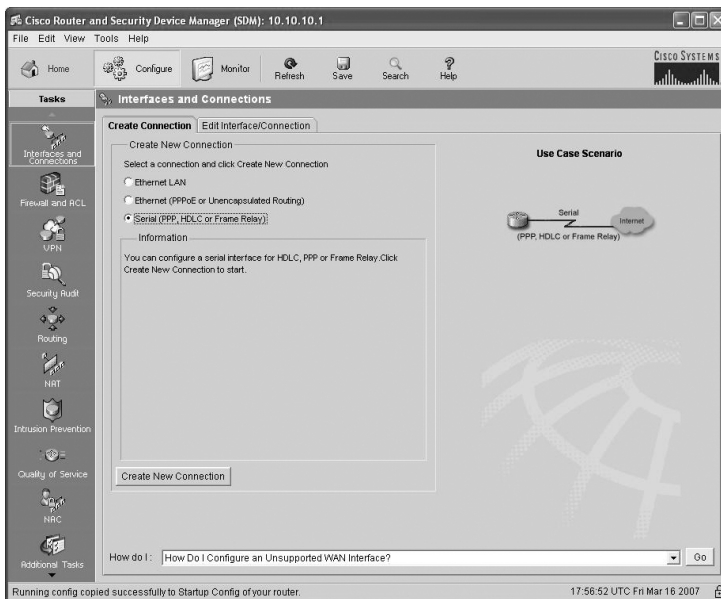 Cisco Router and Security Device Manager (SDM): 10.10.10.1
File Edit View Tools Help
Home Configure Monitor Refresh Save Search Help
CISCO SYSTEMS
Tasks
Interfaces and Connections
Create Connection Edit Interface/Connection
Interfaces and
Connections
Firewall and ACL
VPN
Security Audit
Routing
NAT
Intrusion Prevention
Quality of Service
NAC
Additional Tasks
Create New Connection
Select a connection and click Create New Connection
Ethernet LAN
Ethernet (PPPoE or Unencapsulated Routing)
Serial (PPP, HDLC or Frame Relay)
Information
You can configure a serial interface for HDLC, PPP or Frame Relay.Click
Create New Connection to start.
Create New Connection
Use Case Scenario
Serial
Internet
(PPP, HDLC or Frame Relay)
How do I: How Do I Configure an Unsupported WAN Interface? Go
Running config copied successfully to Startup Config of your router. 17:56:52 UTC Fri Mar 16 2007